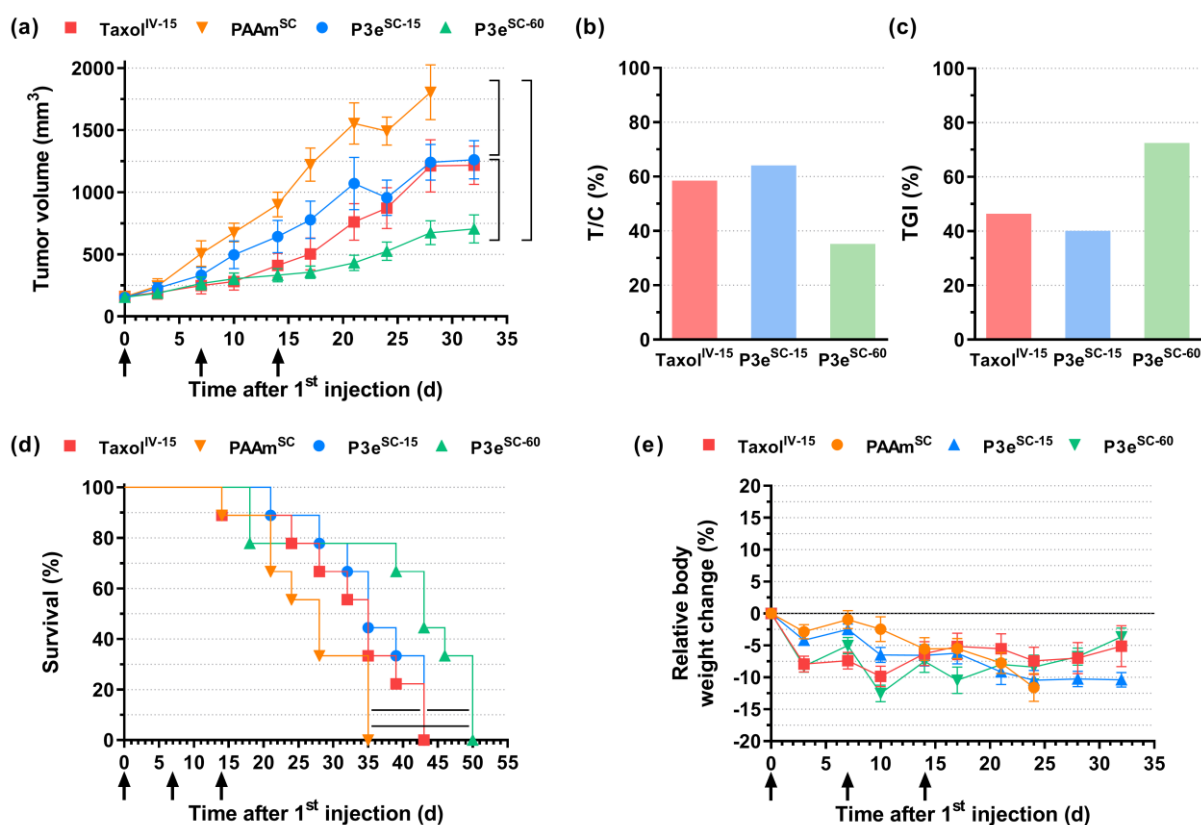 (a) Taxol^IV-15 PAAm^SC P3e^SC-15 P3e^SC-60
Tumor volume (mm³)
2000
1500
1000
500
0
0 5 10 15 20 25 30 35
Time after 1^st injection (d)
(b)
T/C (%)
100
80
60
40
20
0
Taxol^IV-15 P3e^SC-15 P3e^SC-60
(c)
TGI (%)
100
80
60
40
20
0
Taxol^IV-15 P3e^SC-15 P3e^SC-60
(d) Taxol^IV-15 PAAm^SC P3e^SC-15 P3e^SC-60
Survival (%)
100
80
60
40
20
0
0 5 10 15 20 25 30 35 40 45 50 55
Time after 1^st injection (d)
(e) Taxol^IV-15 PAAm^SC P3e^SC-15 P3e^SC-60
Relative body
weight change (%)
20
15
10
5
0
-5
-10
-15
-20
0 5 10 15 20 25 30 35
Time after 1^st injection (d)